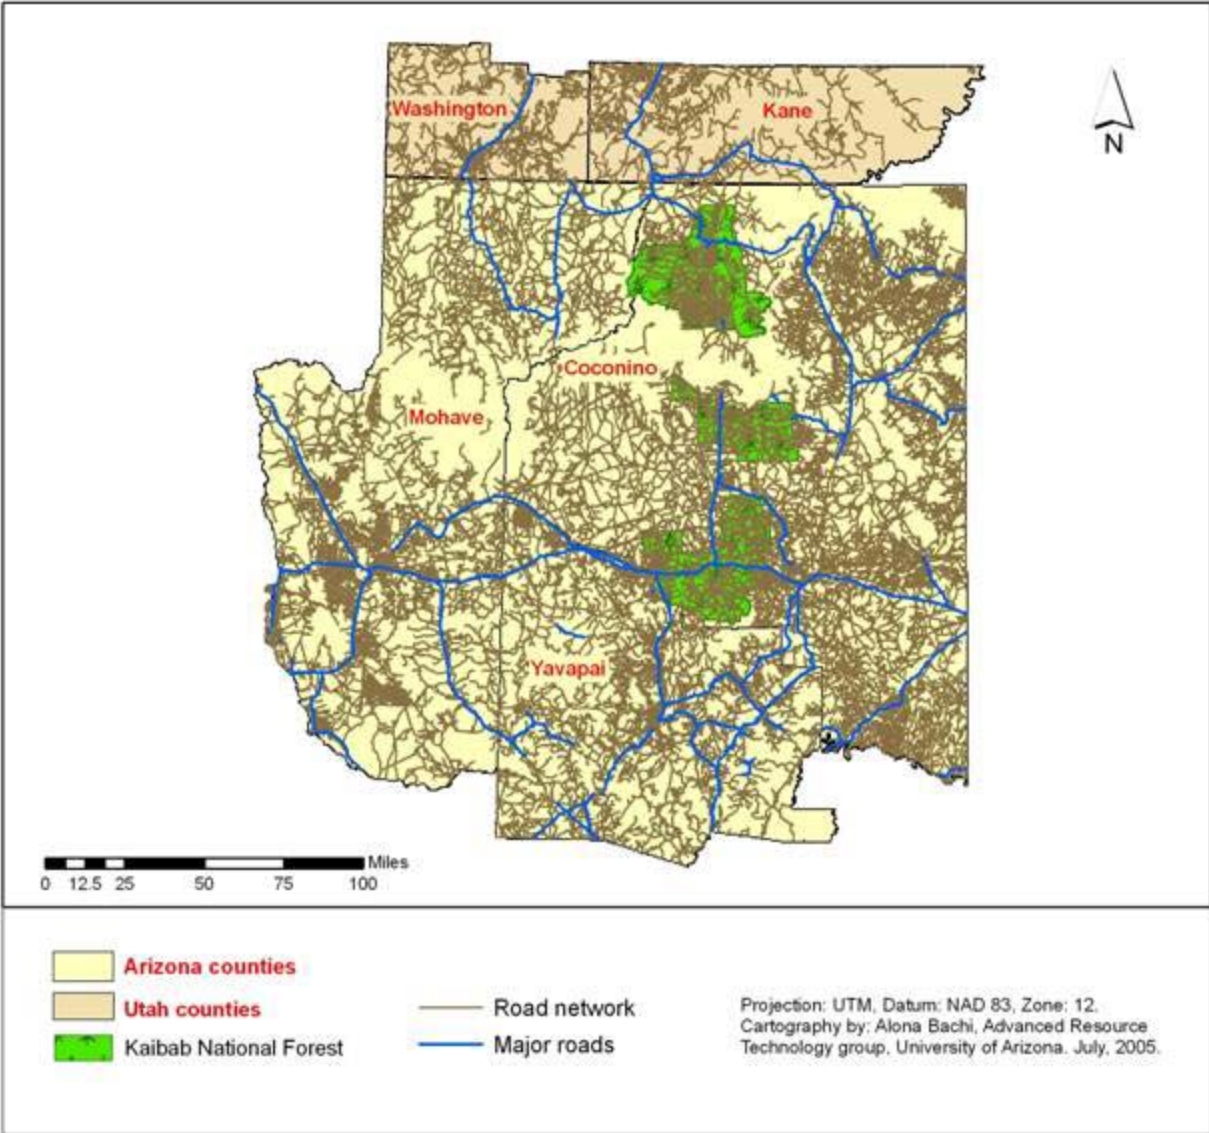 Washington
Kane
N
Coconino
Mohave
Yavapai
Miles
0 12.5 25 50 75 100
Arizona counties
Utah counties
Kaibab National Forest
Road network
Major roads
Projection: UTM, Datum: NAD 83, Zone: 12.
Cartography by: Alona Bachi, Advanced Resource
Technology group, University of Arizona. July, 2005.